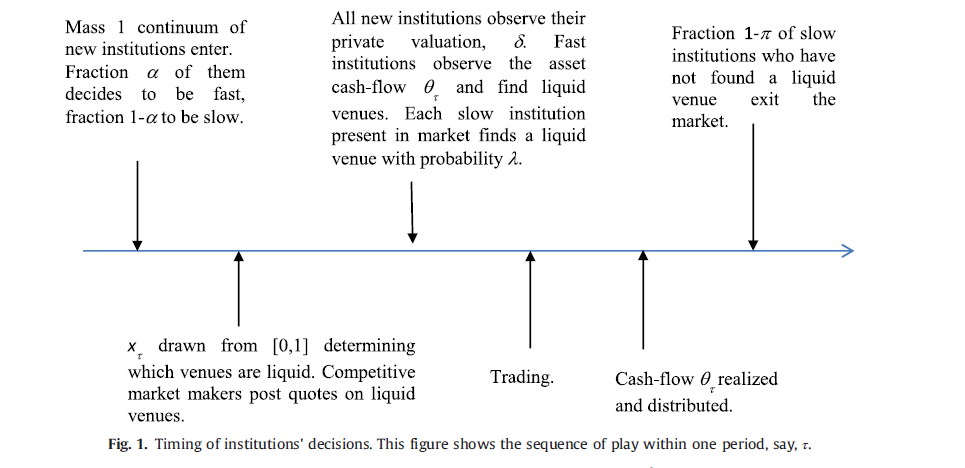 Mass 1 continuum of
new institutions enter.
Fraction α of them
decides to be fast,
fraction 1-α to be slow.
All new institutions observe their
private valuation, δ. Fast
institutions observe the asset
cash-flow θτ and find liquid
venues. Each slow institution
present in market finds a liquid
venue with probability λ.
Fraction 1-π of slow
institutions who have
not found a liquid
venue exit the
market.
xτ drawn from [0,1] determining
which venues are liquid. Competitive
market makers post quotes on liquid
venues.
Trading.
Cash-flow θτ realized
and distributed.
Fig. 1. Timing of institutions' decisions. This figure shows the sequence of play within one period, say, τ.